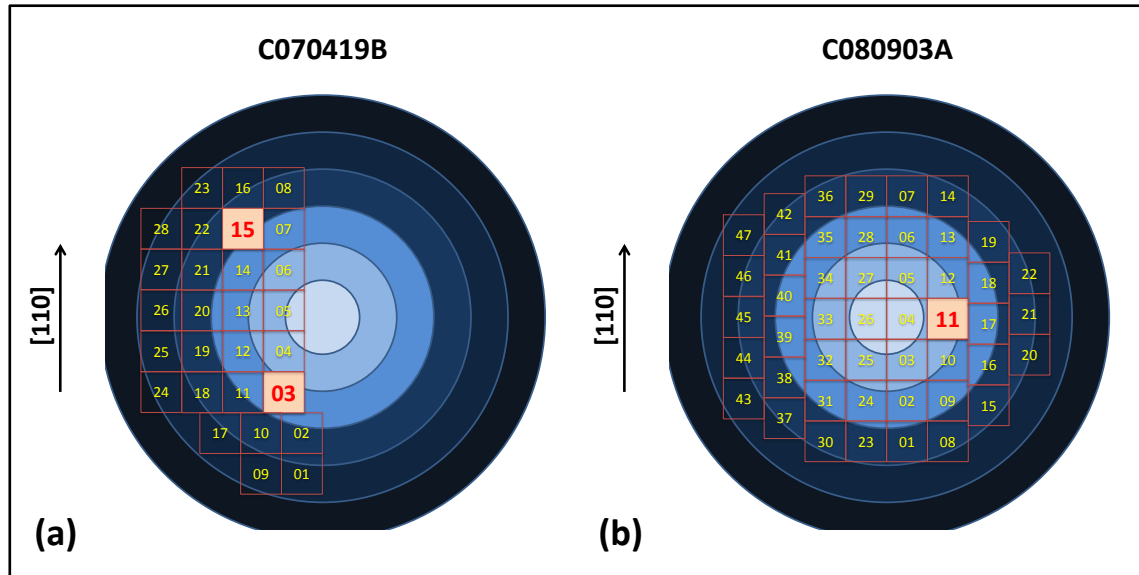 C070419B
C080903A
[110]
23 16 08
28 22 15 07
27 21 14 06
26 20 13 05
25 19 12 04
24 18 11 03
17 10 02
09 01
(a)
[110]
36 29 07 14
42
47 35 28 06 13 19
41
46 34 27 05 12 18 22
40
45 33 26 04 11 17 21
39
44 32 25 03 10 16 20
38
43 31 24 02 09 15
37
30 23 01 08
(b)